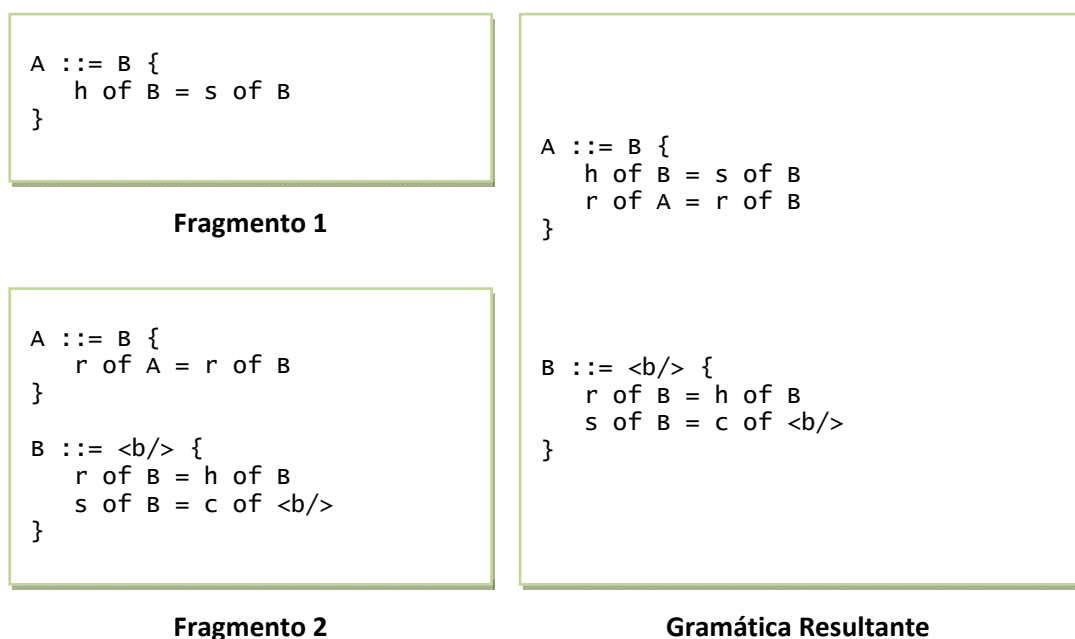 A ::= B {
h of B = s of B
}
Fragmento 1
A ::= B {
r of A = r of B
}
B ::= <b/> {
r of B = h of B
s of B = c of <b/>
}
Fragmento 2
A ::= B {
h of B = s of B
r of A = r of B
}
B ::= <b/> {
r of B = h of B
s of B = c of <b/>
}
Gramática Resultante